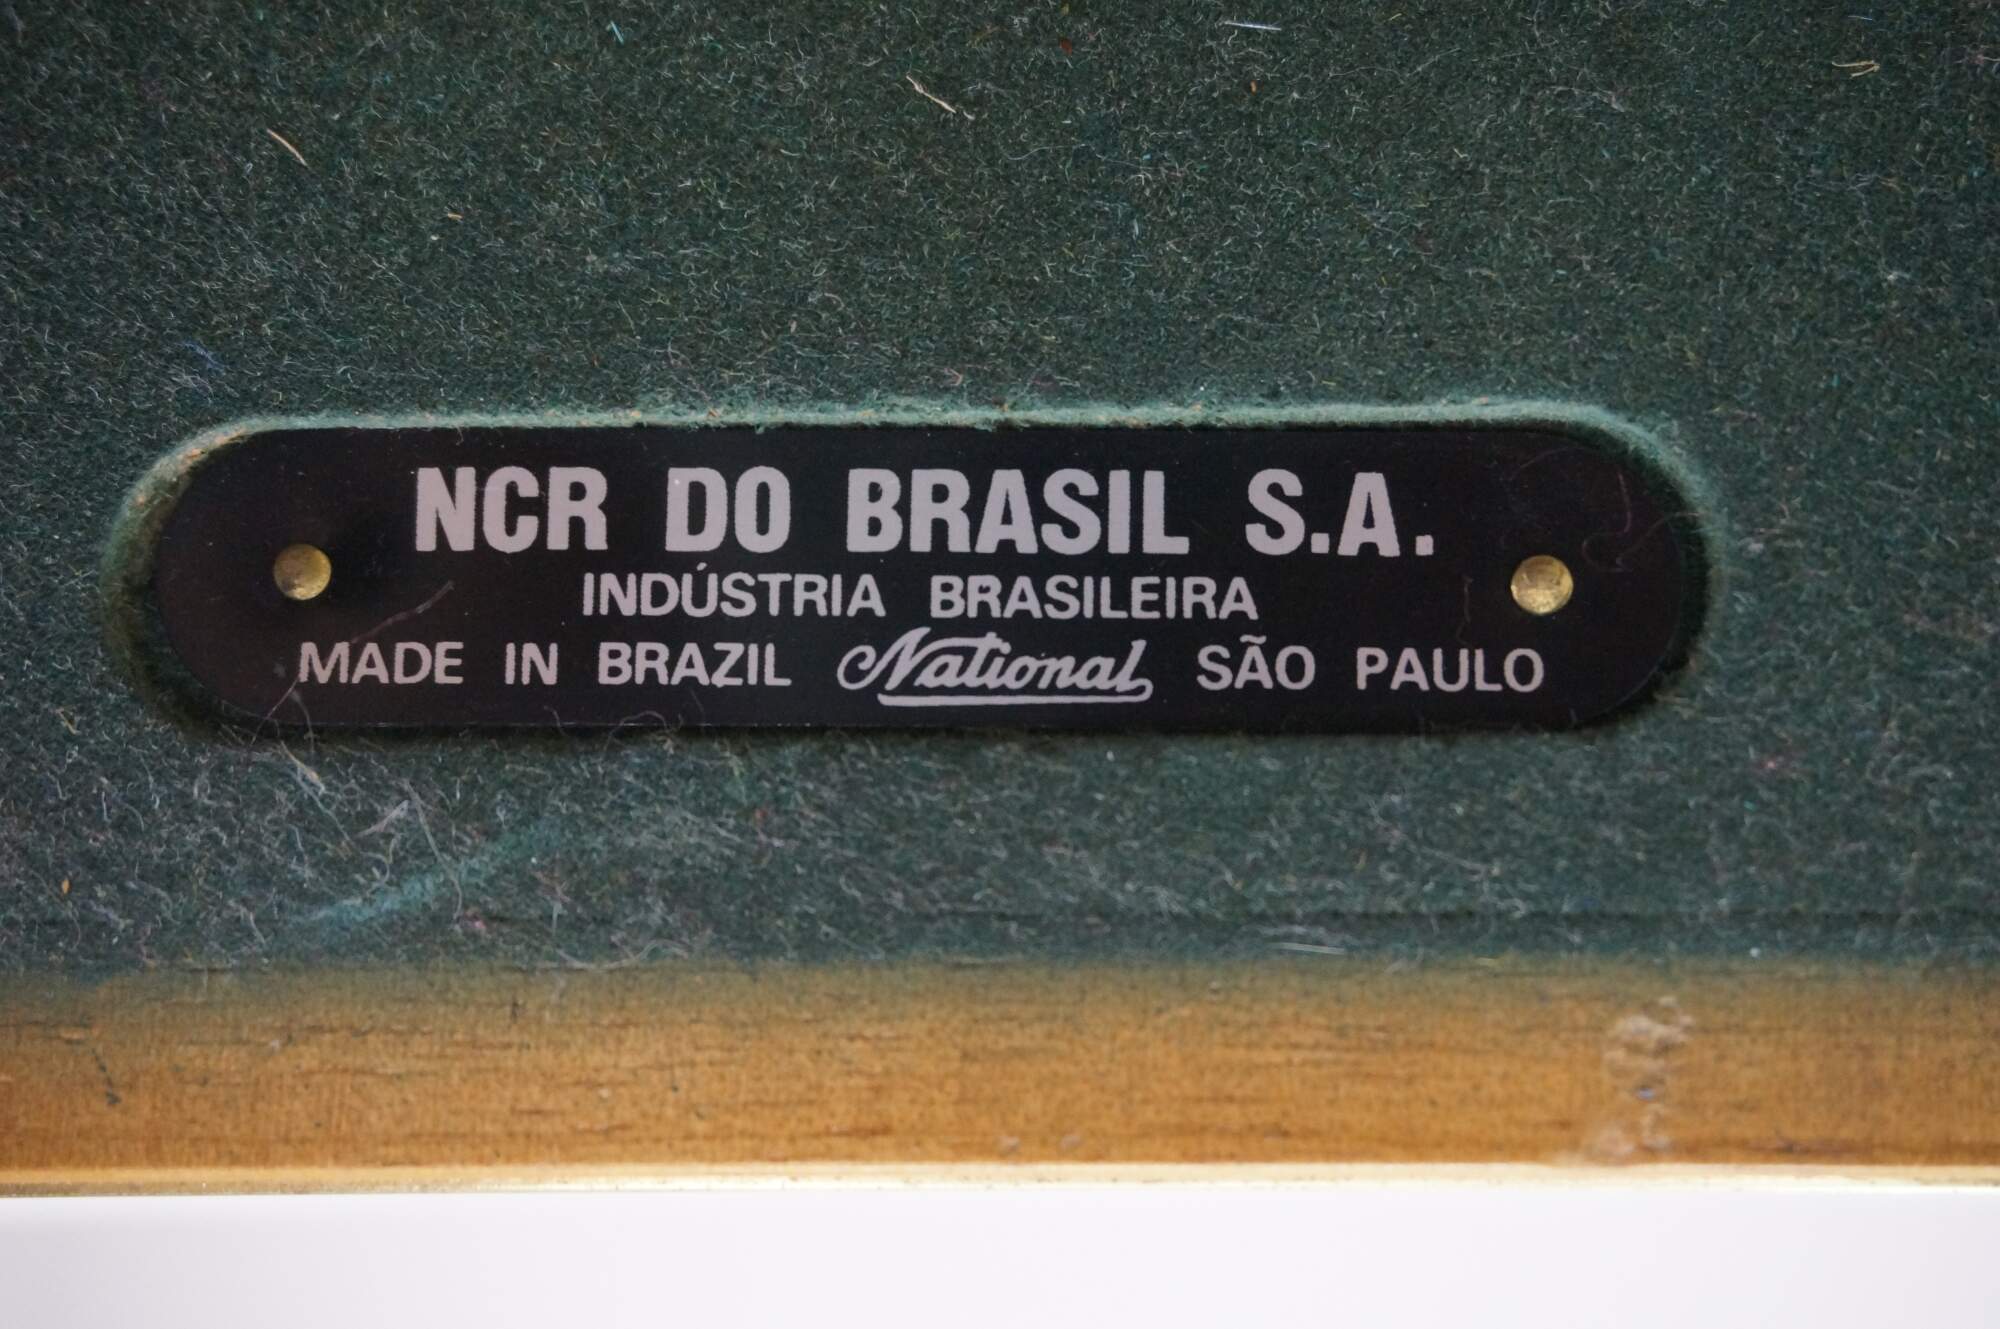 NCR DO BRASIL S.A.
INDÚSTRIA BRASILEIRA
MADE IN BRAZIL National SÃO PAULO